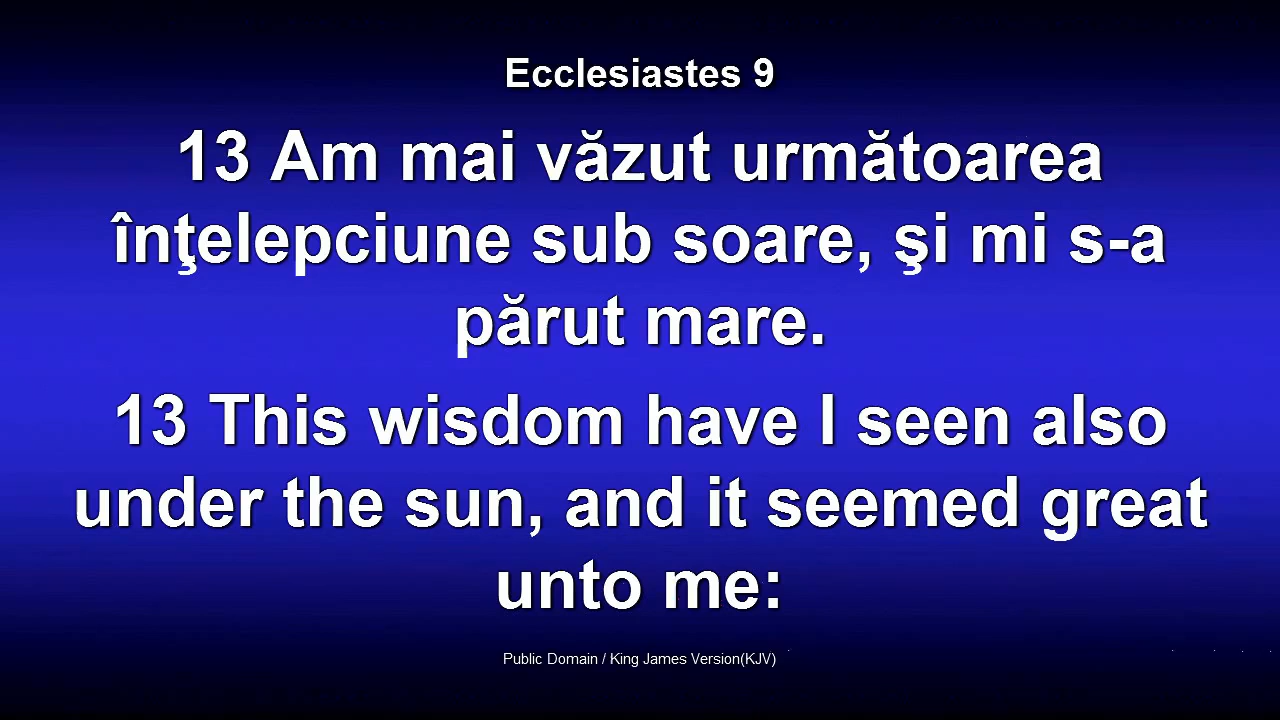 Ecclesiastes 9
13 Am mai văzut următoarea
înţelepciune sub soare, şi mi s-a
părut mare.
13 This wisdom have I seen also
under the sun, and it seemed great
unto me:
Public Domain / King James Version(KJV)